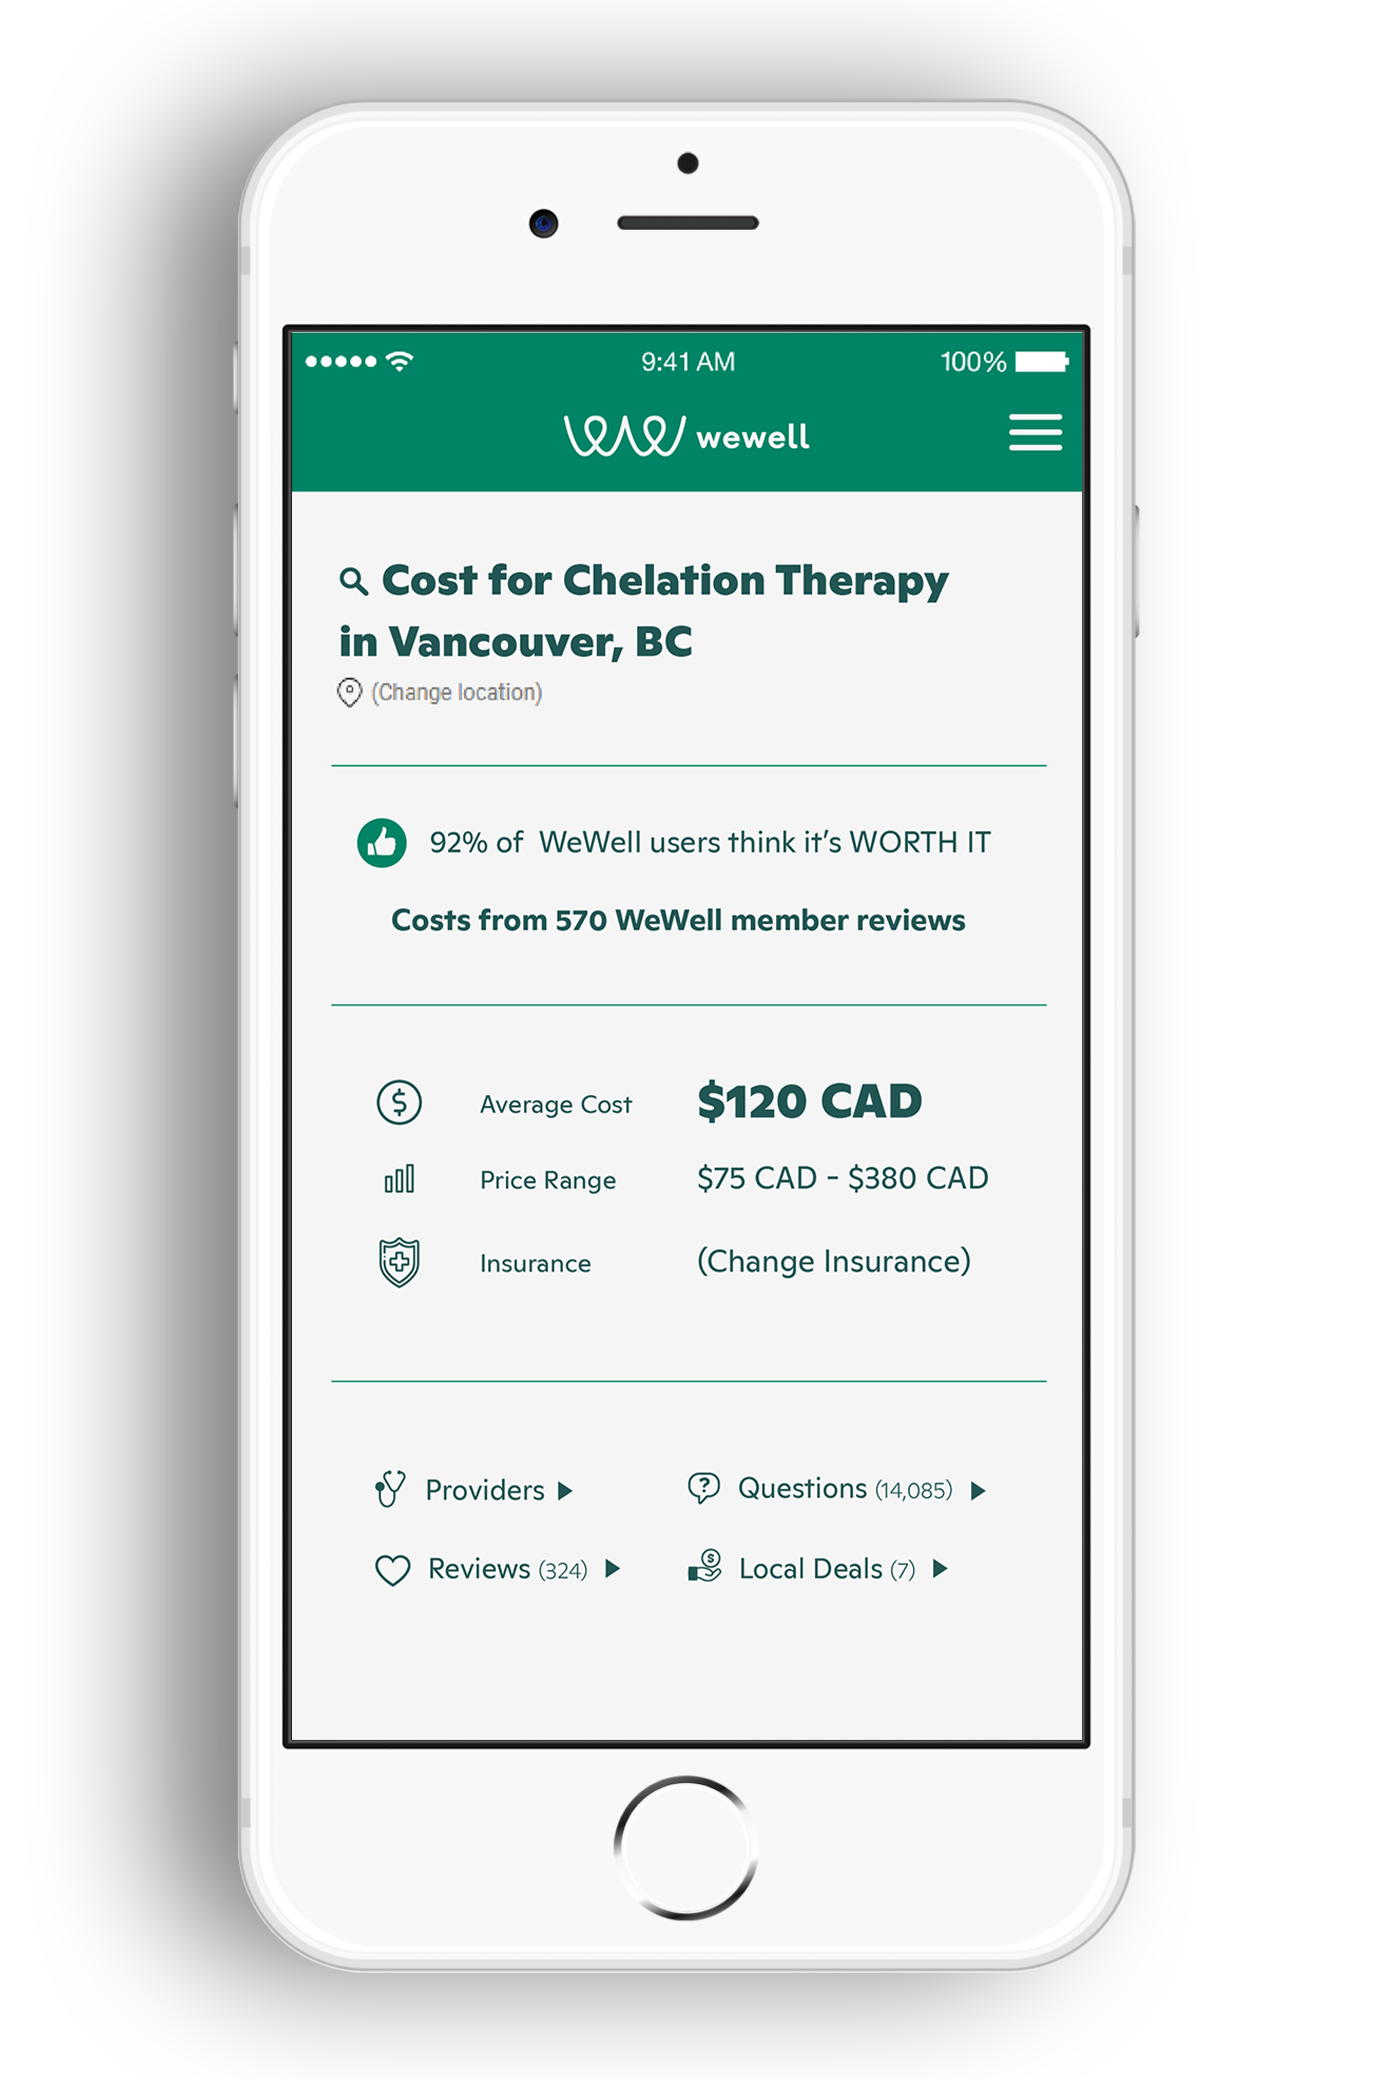 9:41 AM 100%
wewell
Cost for Chelation Therapy
in Vancouver, BC
(Change location)
92% of WeWell users think it's WORTH IT
Costs from 570 WeWell member reviews
Average Cost $120 CAD
Price Range $75 CAD - $380 CAD
Insurance (Change Insurance)
Providers Questions (14,085)
Reviews (324) Local Deals (7)